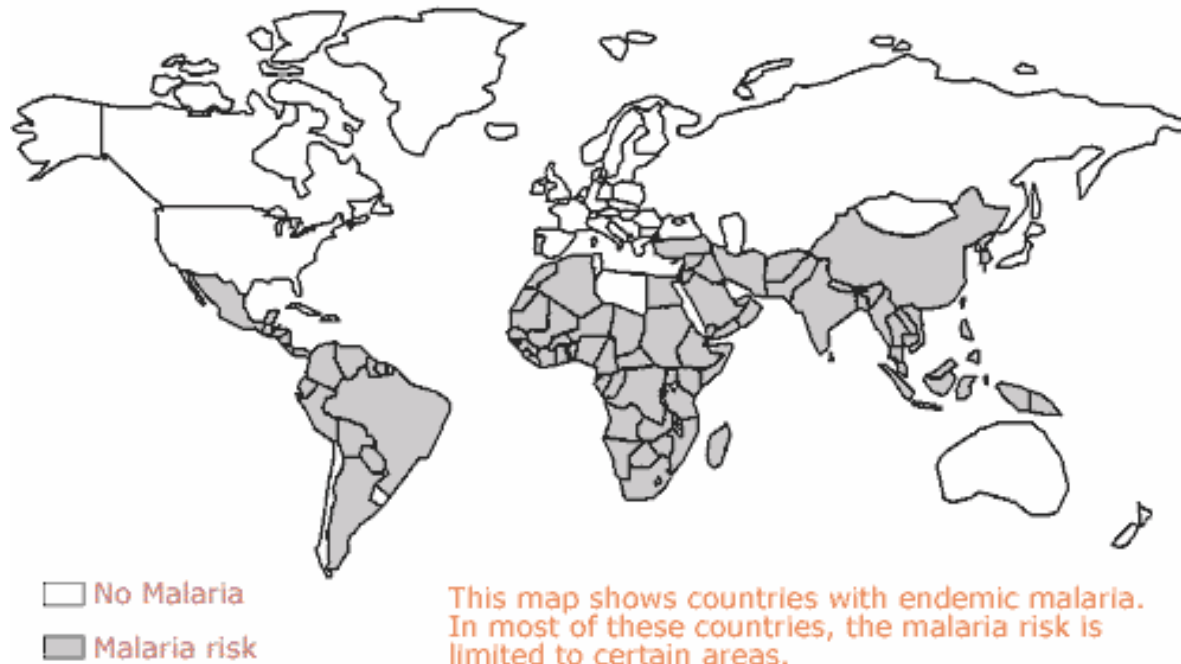 No Malaria
Malaria risk
This map shows countries with endemic malaria.
In most of these countries, the malaria risk is
limited to certain areas.